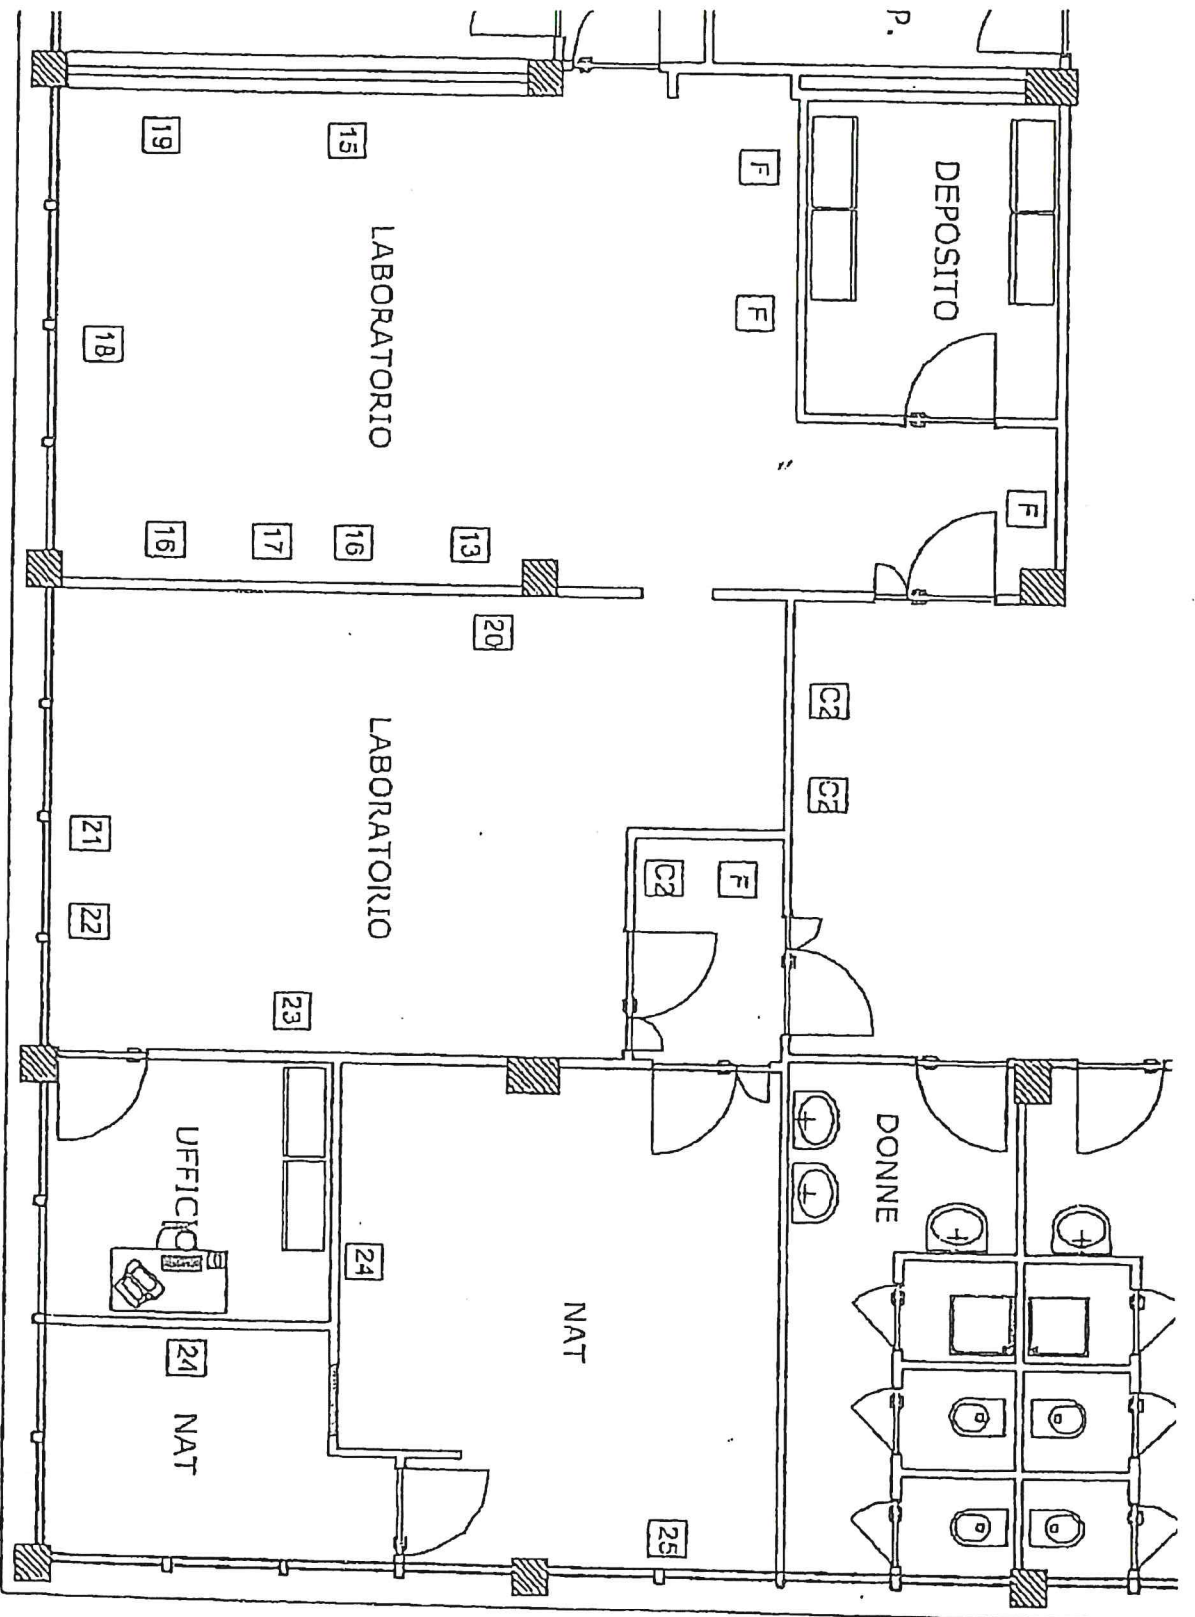 P.
19
15
F
DEPOSITO
LABORATORIO
F
18
F
16
17
16
13
20
C2
LABORATORIO
C2
21
C2
F
22
23
DONNE
UFFICI
24
NAT
24
NAT
25